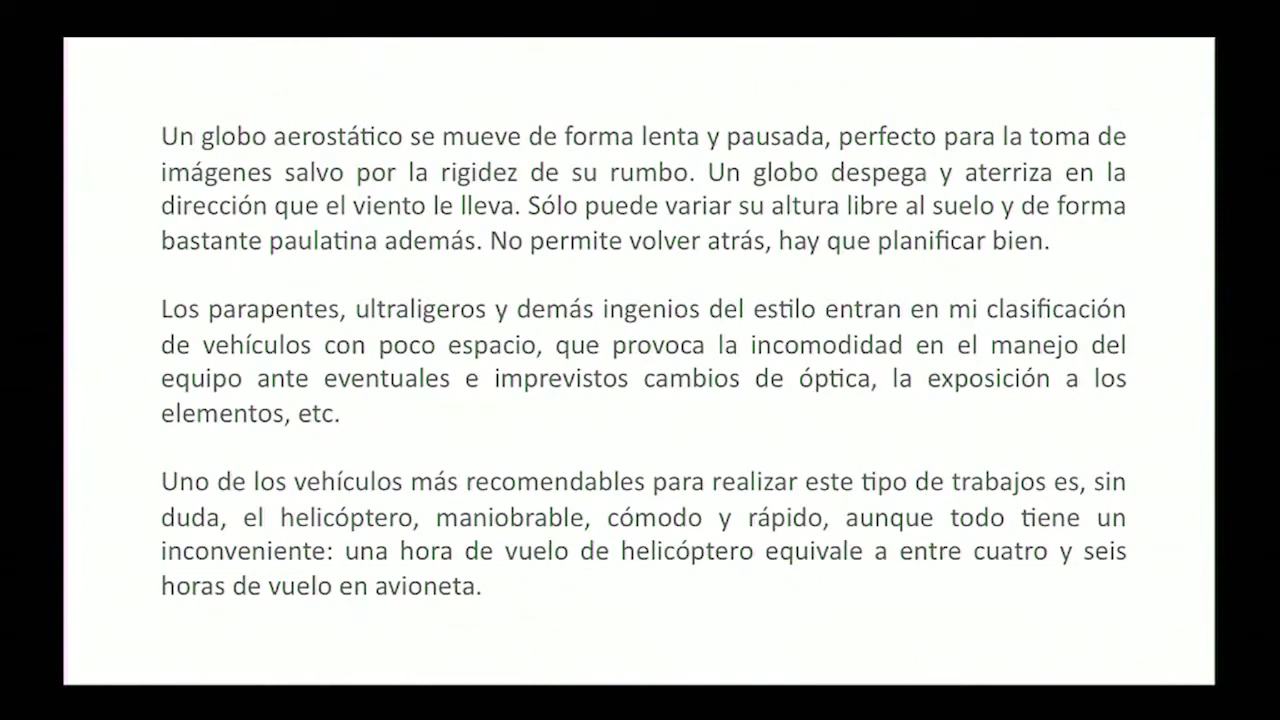 Un globo aerostático se mueve de forma lenta y pausada, perfecto para la toma de
imágenes salvo por la rigidez de su rumbo. Un globo despega y aterriza en la
dirección que el viento le lleva. Sólo puede variar su altura libre al suelo y de forma
bastante paulatina además. No permite volver atrás, hay que planificar bien.
Los parapentes, ultraligeros y demás ingenios del estilo entran en mi clasificación
de vehículos con poco espacio, que provoca la incomodidad en el manejo del
equipo ante eventuales e imprevistos cambios de óptica, la exposición a los
elementos, etc.
Uno de los vehículos más recomendables para realizar este tipo de trabajos es, sin
duda, el helicóptero, maniobrable, cómodo y rápido, aunque todo tiene un
inconveniente: una hora de vuelo de helicóptero equivale a entre cuatro y seis
horas de vuelo en avioneta.